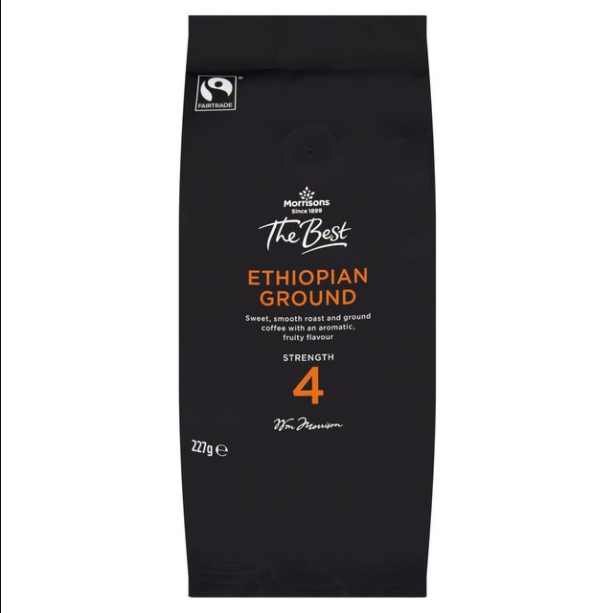 FAIRTRADE
Morrisons
Since 1899
The Best
ETHIOPIAN
GROUND
Sweet, smooth roast and ground
coffee with an aromatic,
fruity flavour
STRENGTH
4
Wm Morrison
227g ℮